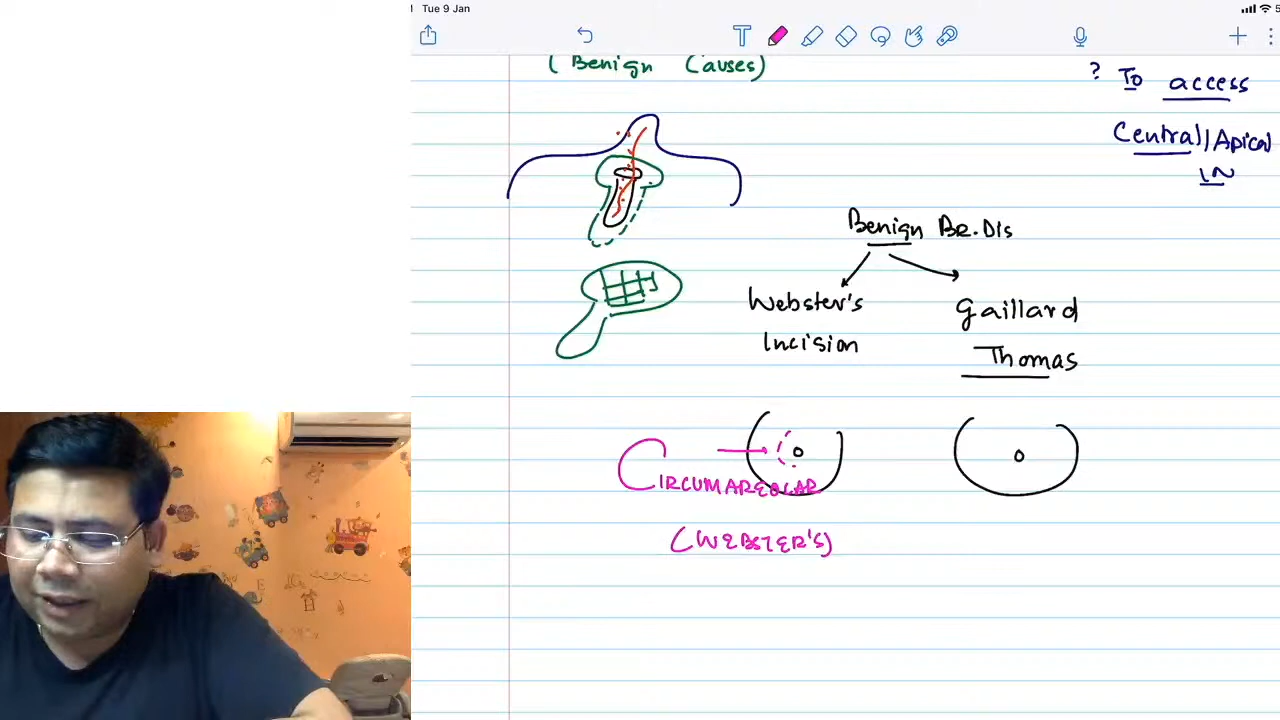 Tue 9 Jan
T
(Benign Causes)
? To access
Central/Apical
LN
Benign BR.Dis
Webster's
Incision
Gaillard
Thomas
CIRCUMAREOLAR
(WEBSTER'S)